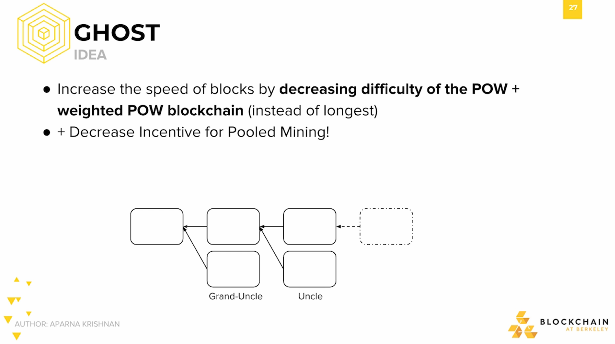 27
GHOST
IDEA
● Increase the speed of blocks by decreasing difficulty of the POW +
weighted POW blockchain (instead of longest)
● + Decrease Incentive for Pooled Mining!
Grand-Uncle
Uncle
AUTHOR: APARNA KRISHNAN
BLOCKCHAIN
AT BERKELEY